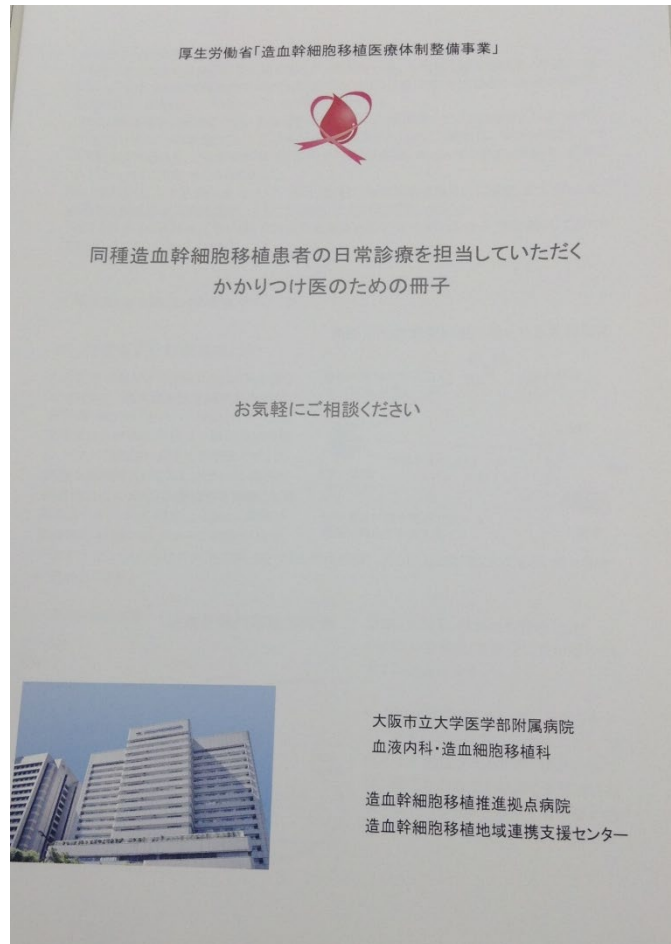 厚生労働省「造血幹細胞移植医療体制整備事業」
同種造血幹細胞移植患者の日常診療を担当していただく
かかりつけ医のための冊子
お気軽にご相談ください
大阪市立大学医学部附属病院
血液内科・造血細胞移植科
造血幹細胞移植推進拠点病院
造血幹細胞移植地域連携支援センター